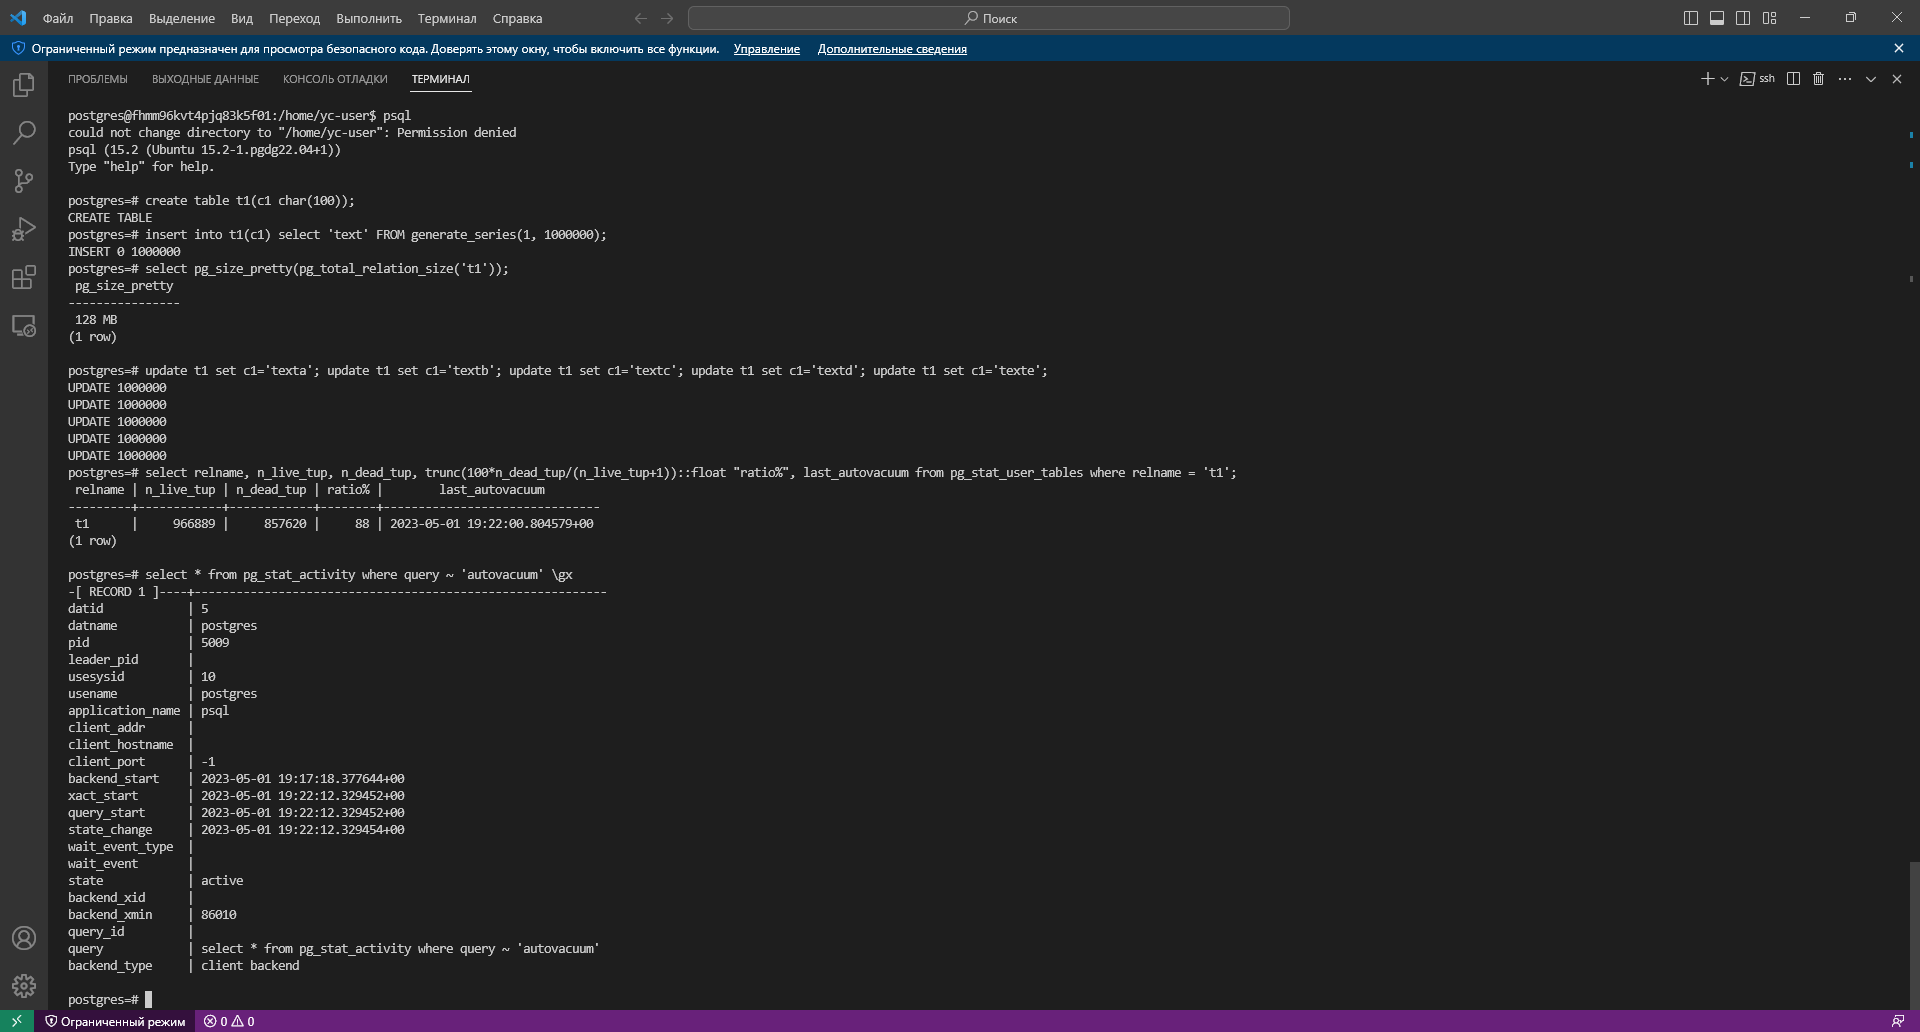 Файл Правка Выделение Вид Переход Выполнить Терминал Справка Поиск
Ограниченный режим предназначен для просмотра безопасного кода. Доверять этому окну, чтобы включить все функции. Управление Дополнительные сведения
ПРОБЛЕМЫ ВЫХОДНЫЕ ДАННЫЕ КОНСОЛЬ ОТЛАДКИ ТЕРМИНАЛ ssh
postgres@fhmm96kvt4pjq83k5f01:/home/yc-user$ psql
could not change directory to "/home/yc-user": Permission denied
psql (15.2 (Ubuntu 15.2-1.pgdg22.04+1))
Type "help" for help.
postgres=# create table t1(c1 char(100));
CREATE TABLE
postgres=# insert into t1(c1) select 'text' FROM generate_series(1, 1000000);
INSERT 0 1000000
postgres=# select pg_size_pretty(pg_total_relation_size('t1'));
 pg_size_pretty
----------------
 128 MB
(1 row)
postgres=# update t1 set c1='texta'; update t1 set c1='textb'; update t1 set c1='textc'; update t1 set c1='textd'; update t1 set c1='texte';
UPDATE 1000000
UPDATE 1000000
UPDATE 1000000
UPDATE 1000000
UPDATE 1000000
postgres=# select relname, n_live_tup, n_dead_tup, trunc(100*n_dead_tup/(n_live_tup+1))::float "ratio%", last_autovacuum from pg_stat_user_tables where relname = 't1';
 relname | n_live_tup | n_dead_tup | ratio% |        last_autovacuum
---------+------------+------------+--------+-------------------------------
 t1      |     966889 |     857620 |     88 | 2023-05-01 19:22:00.804579+00
(1 row)
postgres=# select * from pg_stat_activity where query ~ 'autovacuum' \gx
-[ RECORD 1 ]----+-----------------------------------------------------------
datid            | 5
datname          | postgres
pid              | 5009
leader_pid       |
usesysid         | 10
usename          | postgres
application_name | psql
client_addr      |
client_hostname  |
client_port      | -1
backend_start    | 2023-05-01 19:17:18.377644+00
xact_start       | 2023-05-01 19:22:12.329452+00
query_start      | 2023-05-01 19:22:12.329452+00
state_change     | 2023-05-01 19:22:12.329454+00
wait_event_type  |
wait_event       |
state            | active
backend_xid      |
backend_xmin     | 86010
query_id         |
query            | select * from pg_stat_activity where query ~ 'autovacuum'
backend_type     | client backend
postgres=#
Ограниченный режим 0 0